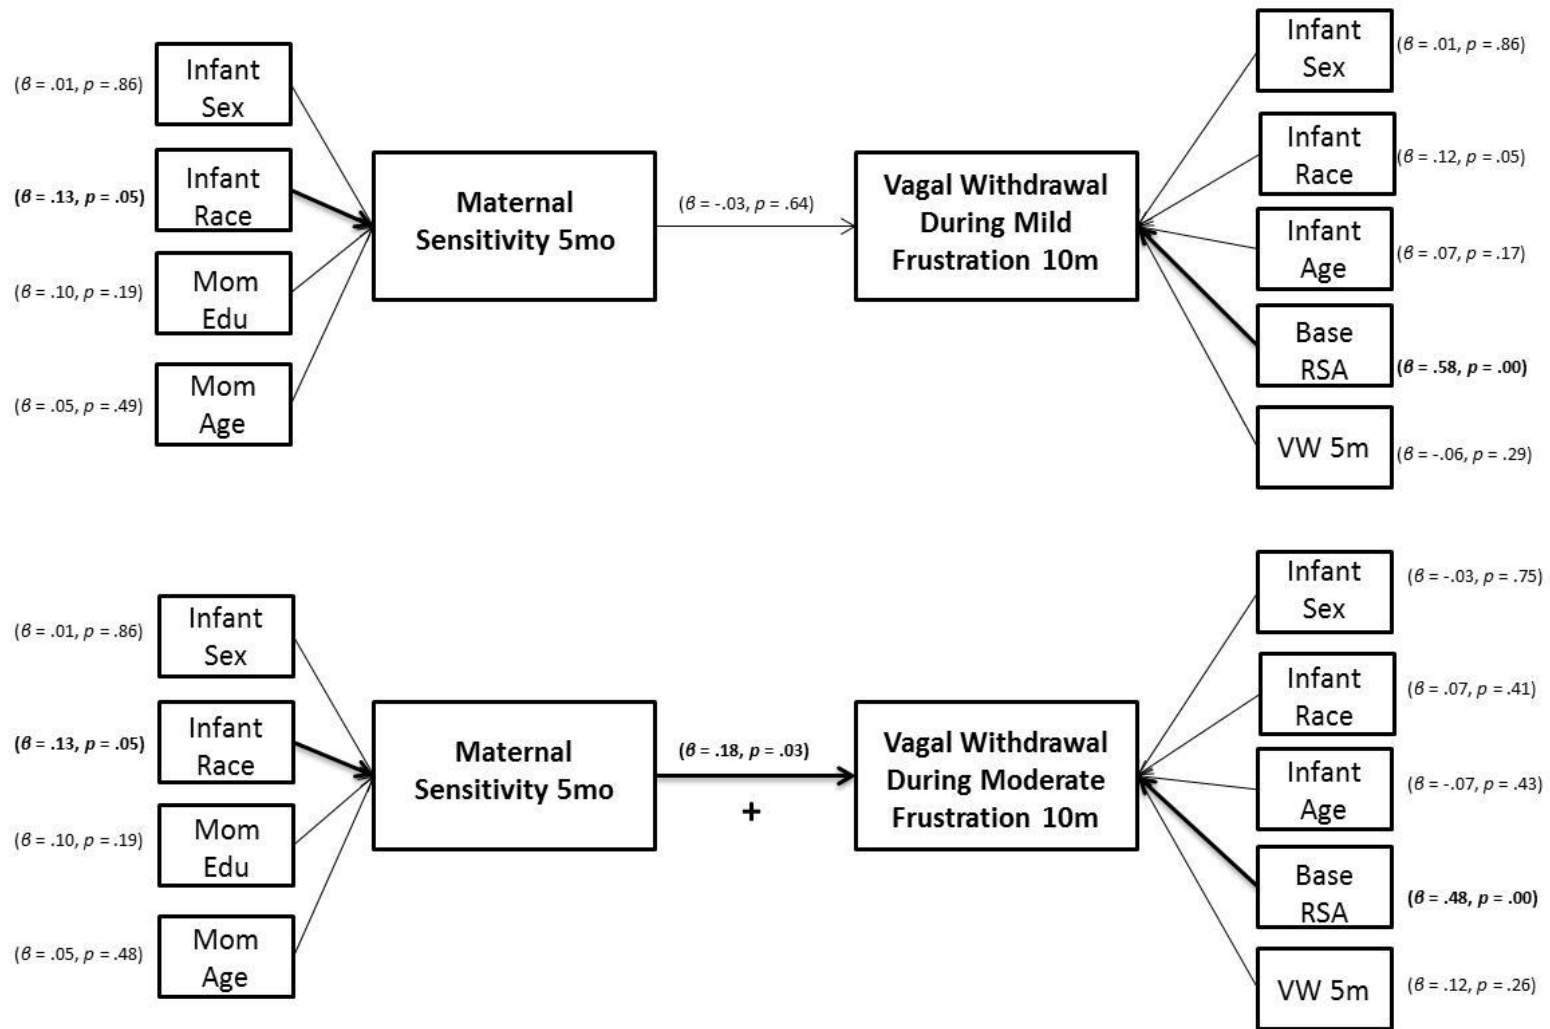 Infant
Sex
(β = .01, p = .86)
Infant
Race
(β = .13, p = .05)
Mom
Edu
(β = .10, p = .19)
Mom
Age
(β = .05, p = .49)
Maternal
Sensitivity 5mo
(β = -.03, p = .64)
Vagal Withdrawal
During Mild
Frustration 10m
Infant
Sex
(β = .01, p = .86)
Infant
Race
(β = .12, p = .05)
Infant
Age
(β = .07, p = .17)
Base
RSA
(β = .58, p = .00)
VW 5m
(β = -.06, p = .29)
Infant
Sex
(β = .01, p = .86)
Infant
Race
(β = .13, p = .05)
Mom
Edu
(β = .10, p = .19)
Mom
Age
(β = .05, p = .48)
Maternal
Sensitivity 5mo
(β = .18, p = .03)
+
Vagal Withdrawal
During Moderate
Frustration 10m
Infant
Sex
(β = -.03, p = .75)
Infant
Race
(β = .07, p = .41)
Infant
Age
(β = -.07, p = .43)
Base
RSA
(β = .48, p = .00)
VW 5m
(β = .12, p = .26)